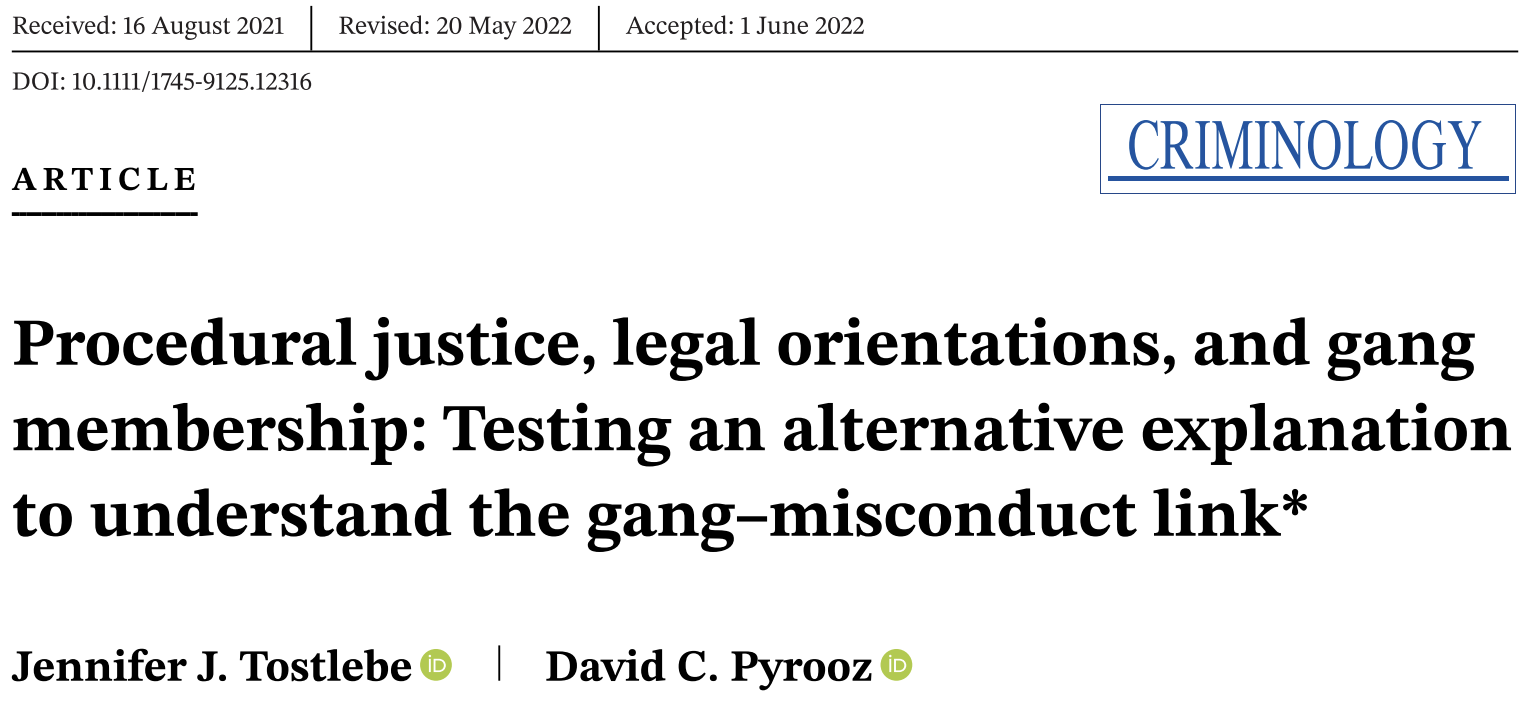 Received: 16 August 2021 | Revised: 20 May 2022 | Accepted: 1 June 2022
DOI: 10.1111/1745-9125.12316
CRIMINOLOGY
ARTICLE
Procedural justice, legal orientations, and gang
membership: Testing an alternative explanation
to understand the gang–misconduct link*
Jennifer J. Tostlebe iD | David C. Pyrooz iD